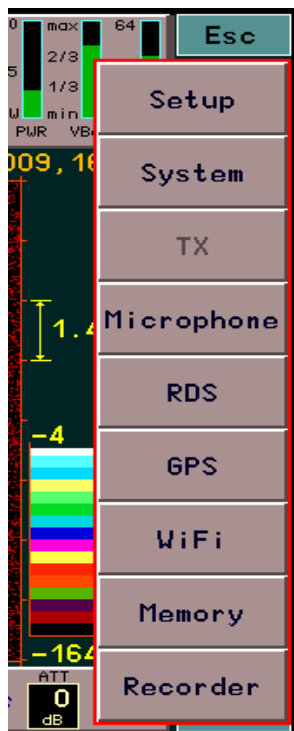 0 max 64 Esc
2/3
5
1/3
W min
PWR
Setup
009,16
System
TX
1.4
Microphone
RDS
-4
GPS
WiFi
Memory
-164
Recorder
ATT
0
dB